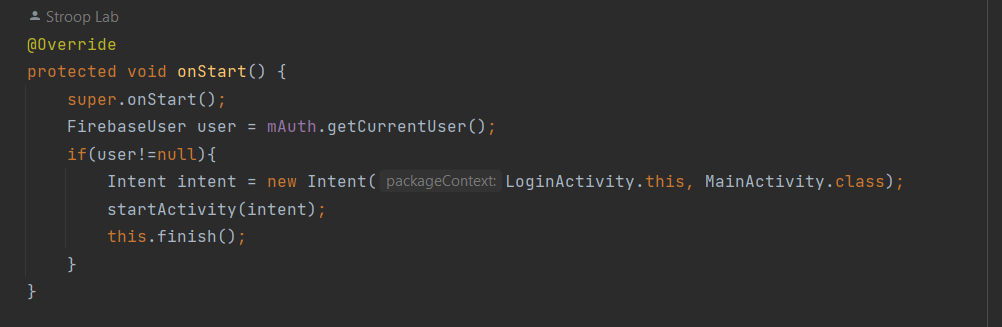 Stroop Lab
@Override
protected void onStart() {
super.onStart();
FirebaseUser user = mAuth.getCurrentUser();
if(user!=null){
Intent intent = new Intent( packageContext: LoginActivity.this, MainActivity.class);
startActivity(intent);
this.finish();
}
}